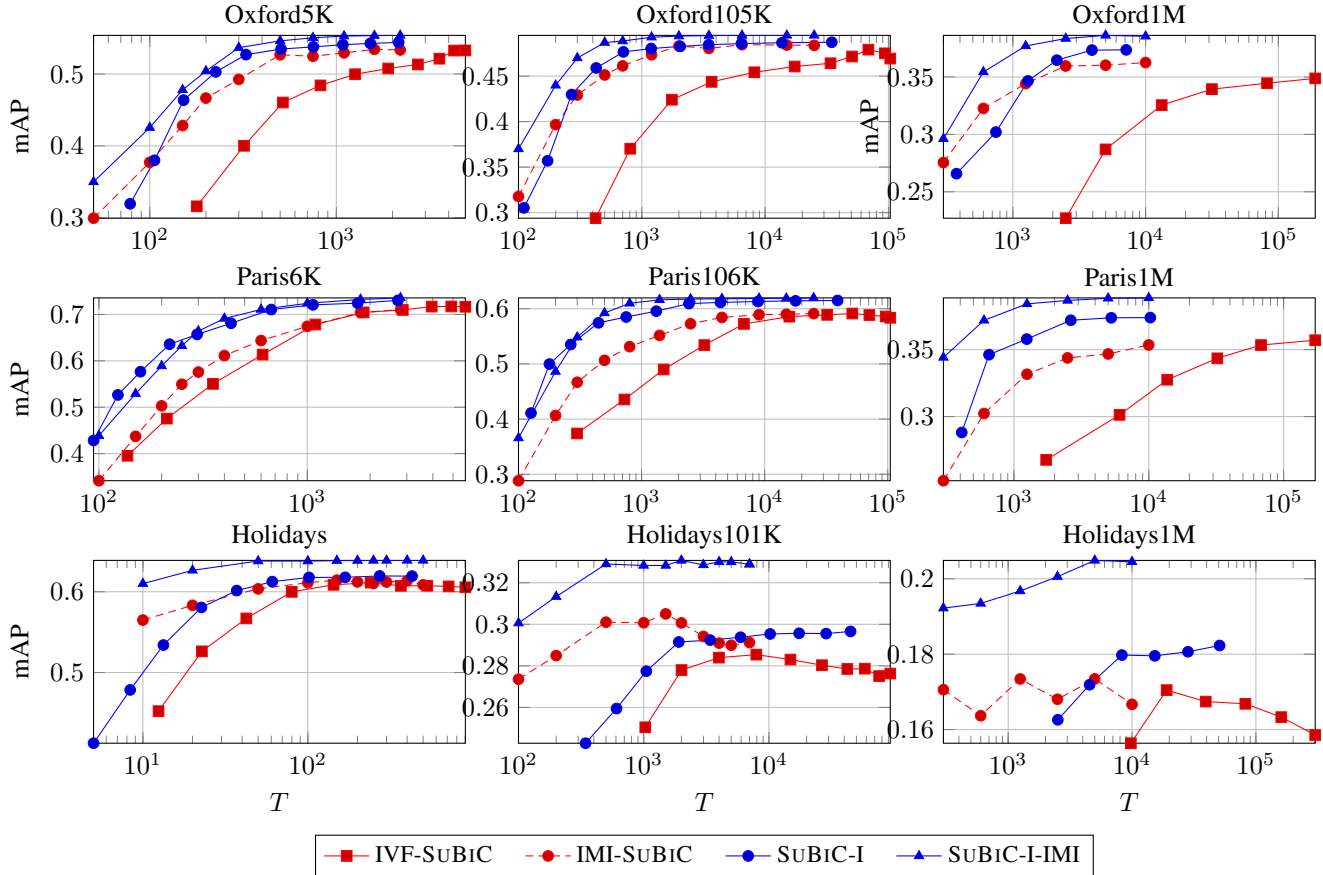 Oxford5K
Oxford105K
Oxford1M
mAP
0.5
0.4
0.3
10^2
10^3
0.45
0.4
0.35
0.3
10^2
10^3
10^4
10^5
mAP
0.35
0.3
0.25
10^3
10^4
10^5
Paris6K
Paris106K
Paris1M
mAP
0.7
0.6
0.5
0.4
10^2
10^3
0.6
0.5
0.4
0.3
10^2
10^3
10^4
10^5
0.35
0.3
10^3
10^4
10^5
Holidays
Holidays101K
Holidays1M
mAP
0.6
0.5
10^1
10^2
T
0.32
0.3
0.28
0.26
10^2
10^3
10^4
T
0.2
0.18
0.16
10^3
10^4
10^5
T
IVF-SUBIC
IMI-SUBIC
SUBIC-I
SUBIC-I-IMI